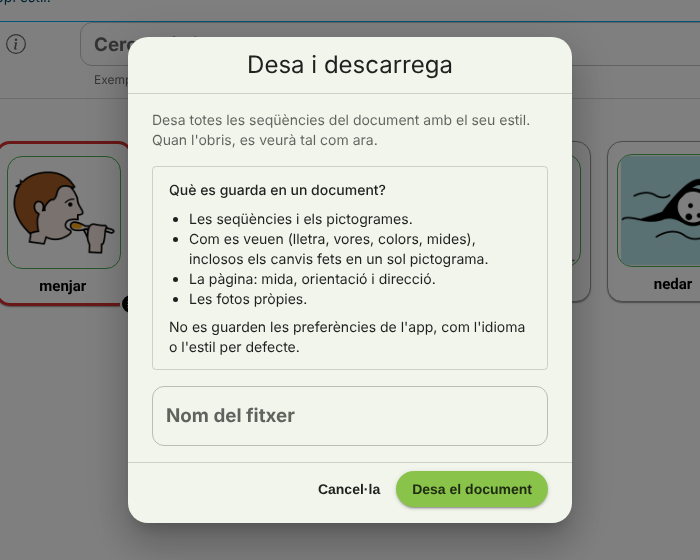 Desa i descarrega
Desa totes les seqüències del document amb el seu estil.
Quan l'obris, es veurà tal com ara.
Què es guarda en un document?
Les seqüències i els pictogrames.
Com es veuen (lletra, vores, colors, mides),
inclosos els canvis fets en un sol pictograma.
La pàgina: mida, orientació i direcció.
Les fotos pròpies.
No es guarden les preferències de l'app, com l'idioma
o l'estil per defecte.
Nom del fitxer
Cancel·la
Desa el document
menjar
nedar